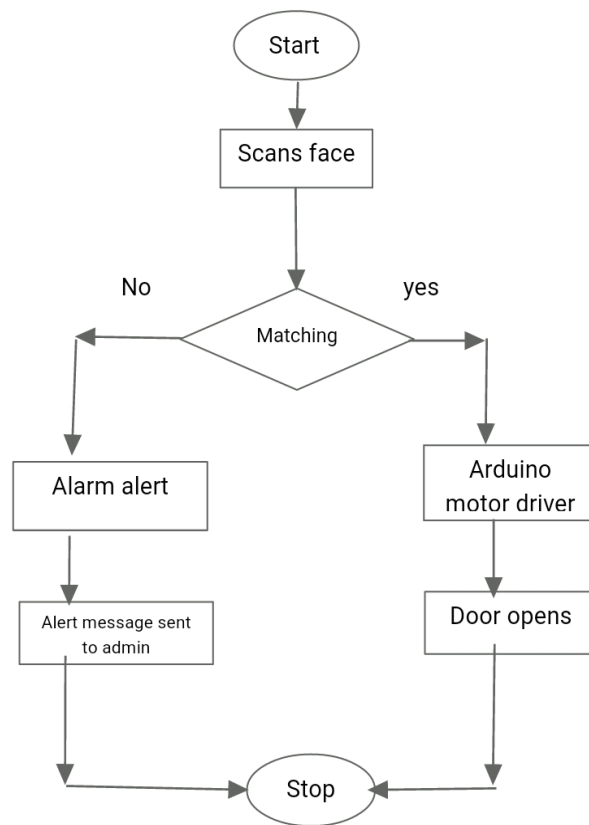 Start
Scans face
No
yes
Matching
Alarm alert
Arduino
motor driver
Alert message sent
to admin
Door opens
Stop